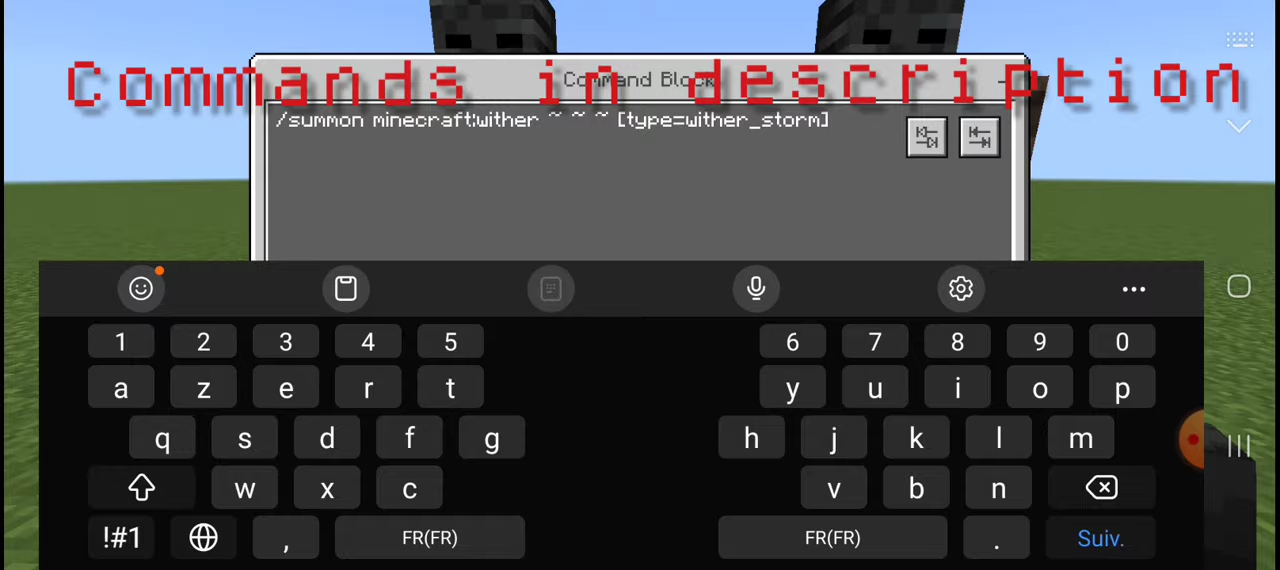 Commands in description
Command Block
/summon minecraft:wither ~ ~ ~ [type=wither_storm]
1 2 3 4 5 6 7 8 9 0
a z e r t y u i o p
q s d f g h j k l m
w x c v b n
!#1 , FR(FR) FR(FR) . Suiv.